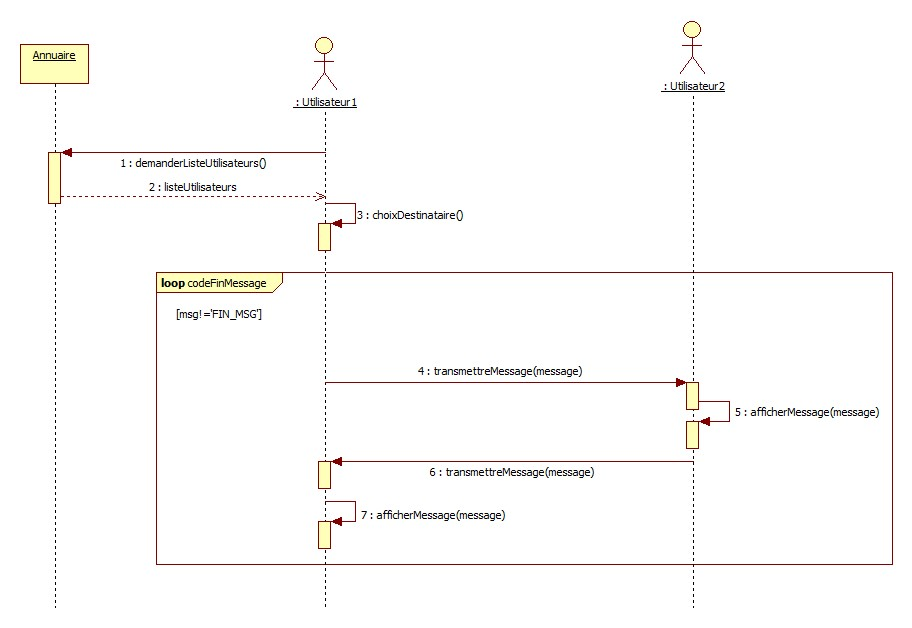 Annuaire
: Utilisateur1
: Utilisateur2
1 : demanderListeUtilisateurs()
2 : listeUtilisateurs
3 : choixDestinataire()
loop codeFinMessage
[msg!='FIN_MSG']
4 : transmettreMessage(message)
5 : afficherMessage(message)
6 : transmettreMessage(message)
7 : afficherMessage(message)